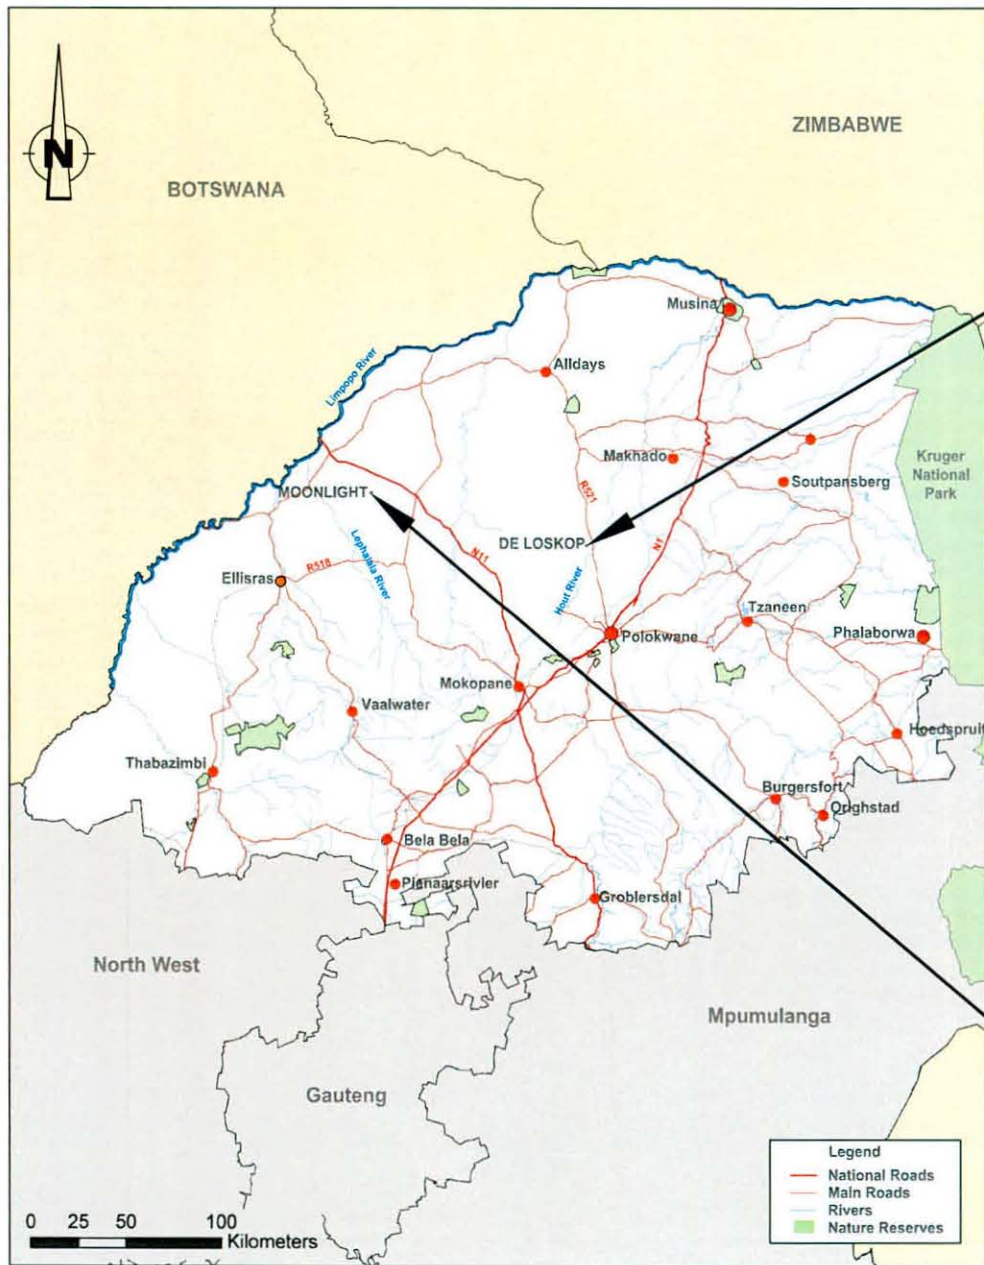 ZIMBABWE
N
BOTSWANA
Musina
Limpopo River
Alldays
Makhado
Kruger
National
Park
Soutpansberg
MOONLIGHT
R521
DE LOSKOP
N1
N11
Lephalala River
R518
Ellisras
Hout River
Tzaneen
Polokwane
Phalaborwa
Mokopane
Vaalwater
Hoedspruit
Thabazimbi
Burgersfort
Orighstad
Bela Bela
Pienaarsrivier
Groblersdal
North West
Mpumulanga
Gauteng
Legend
National Roads
Main Roads
Rivers
Nature Reserves
0 25 50 100
Kilometers